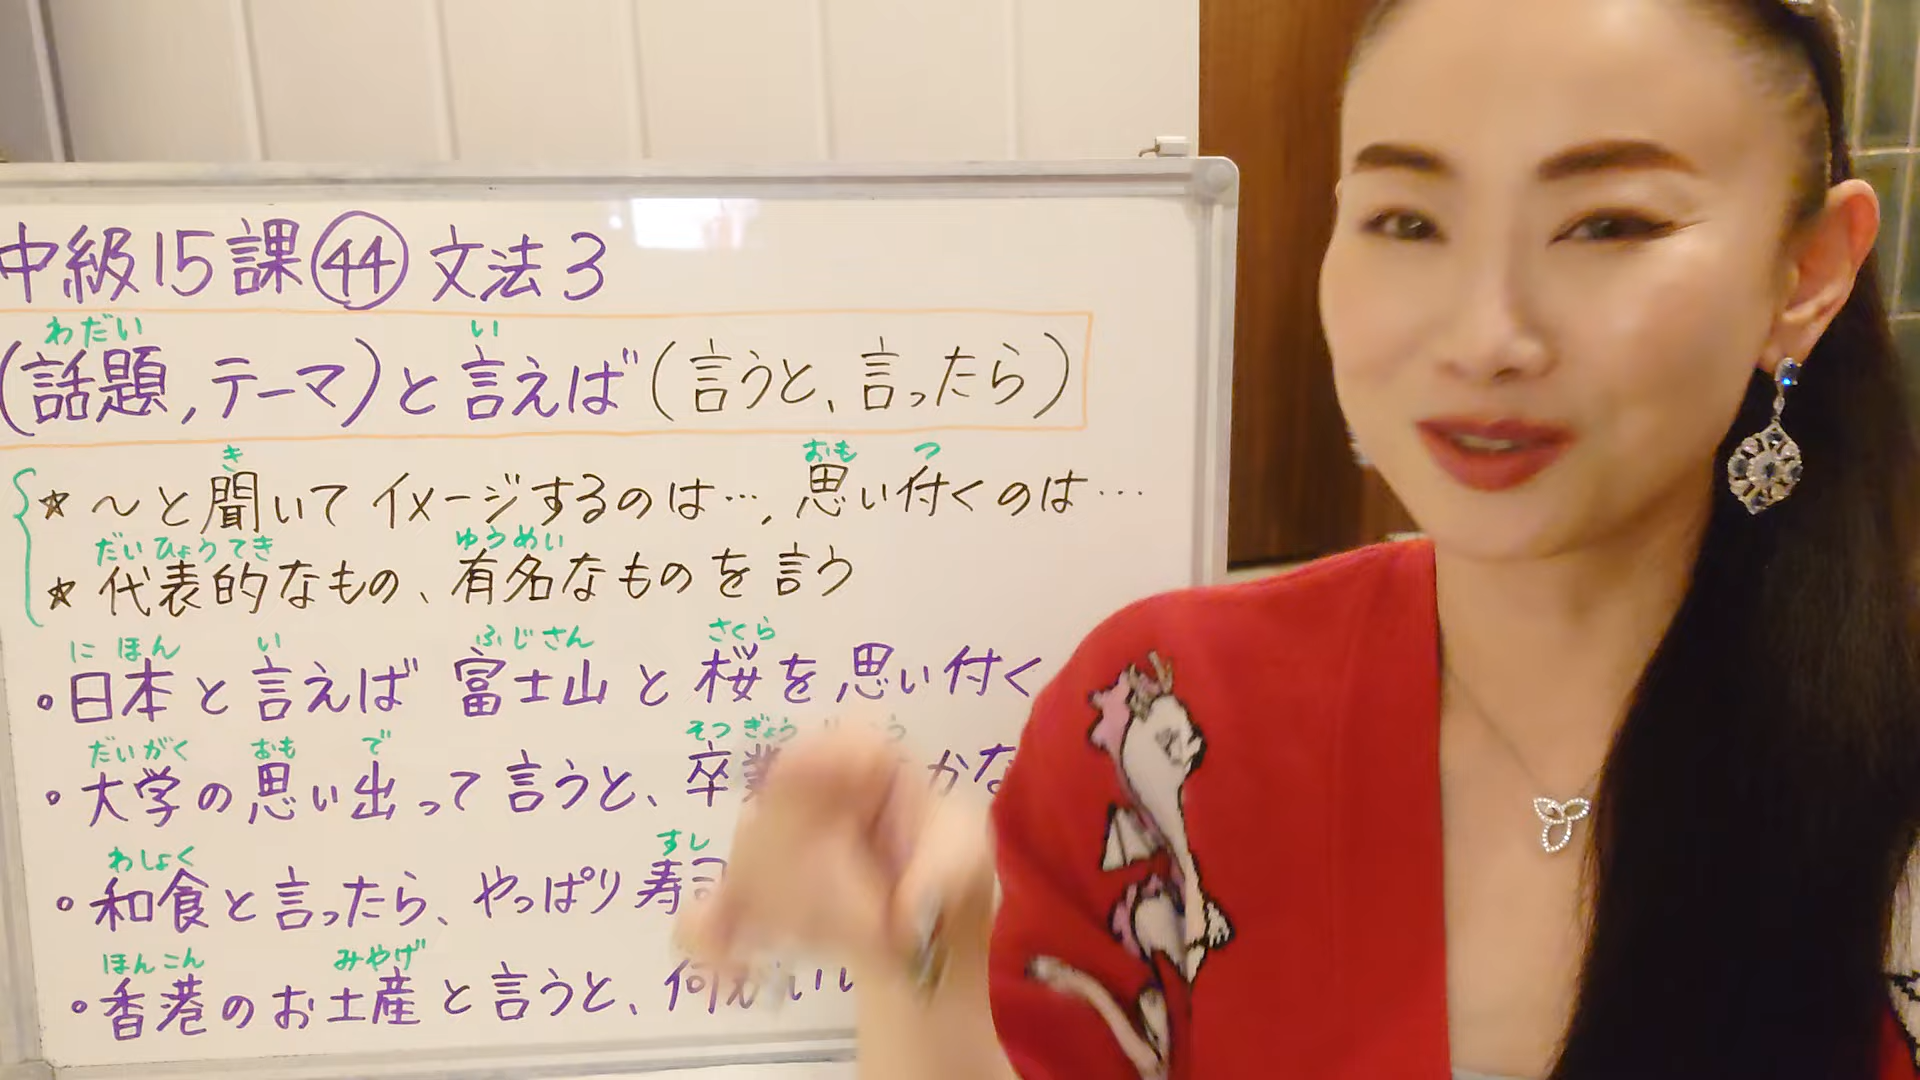 中級15課㊹文法3
わだい い
(話題,テーマ)と言えば(言うと、言ったら)
き おも つ
★〜と聞いてイメージするのは…,思い付くのは…
だいひょうてき ゆうめい
★代表的なもの、有名なものを言う
にほん い ふじさん さくら
・日本と言えば富士山と桜を思い付く
だいがく おも で そつぎょう
・大学の思い出って言うと、卒業 かな
わしょく すし
・和食と言ったら、やっぱり寿司
ほんこん みやげ
・香港のお土産と言うと、何がいい